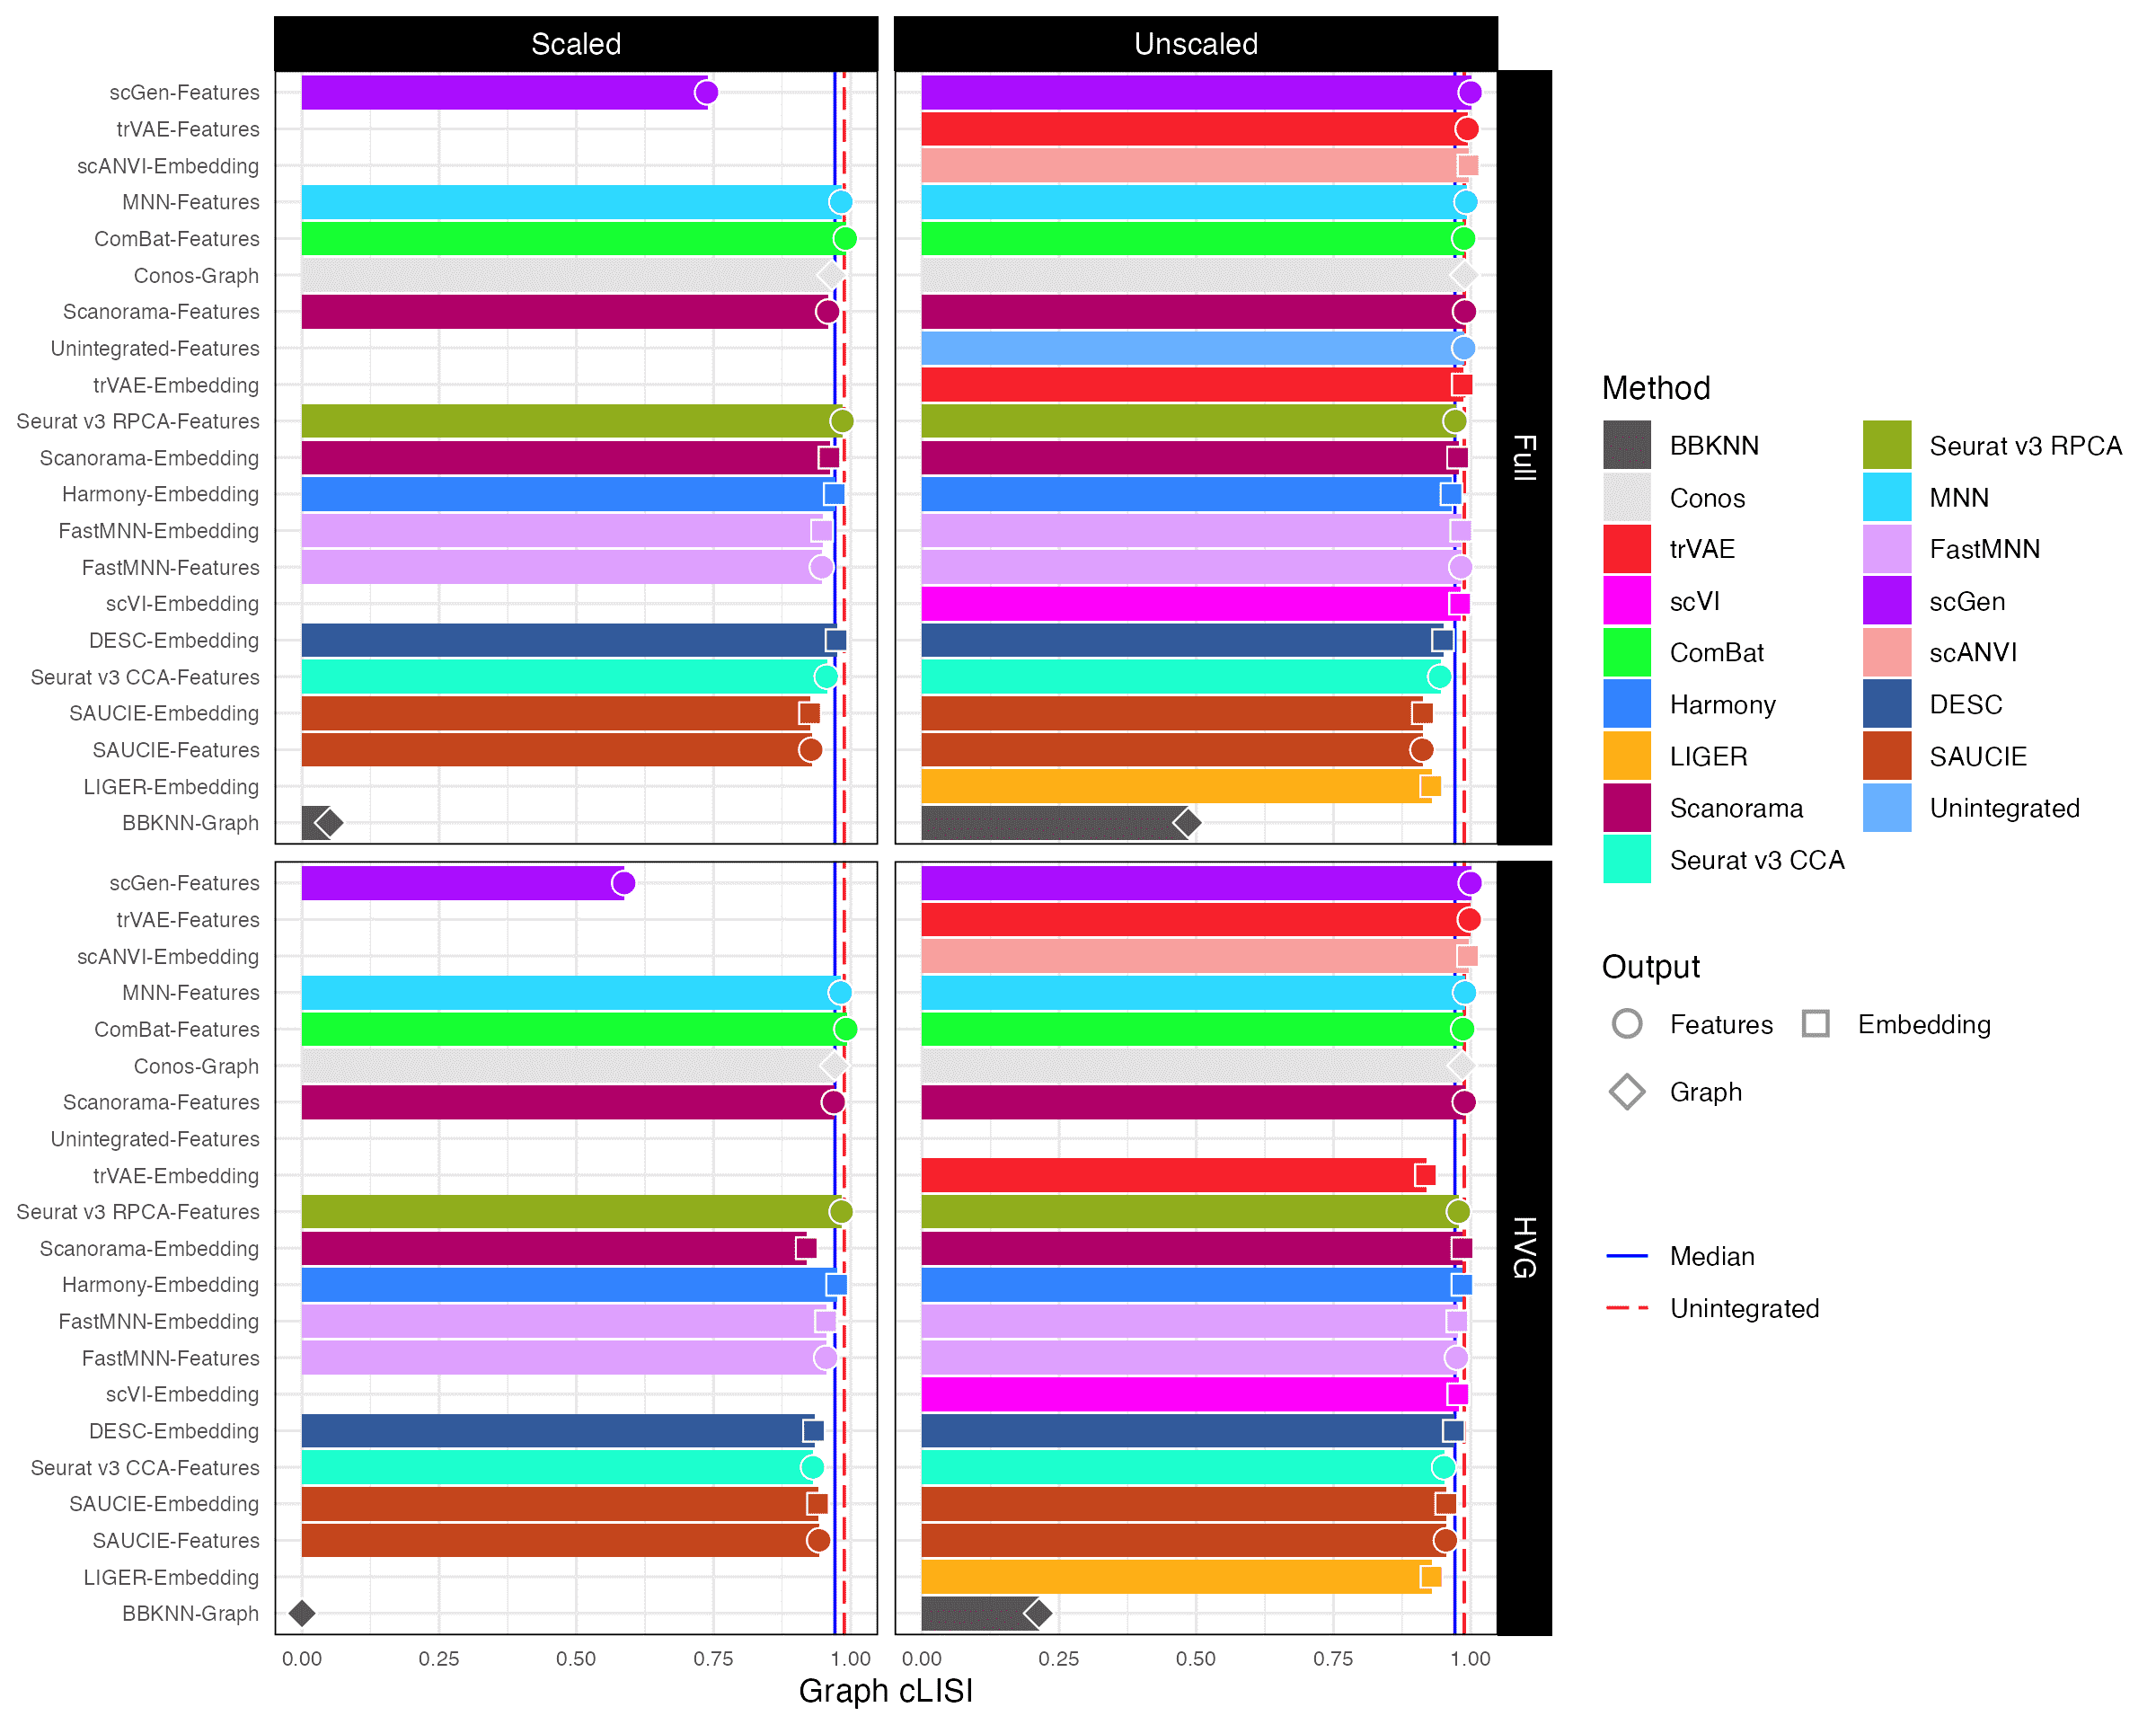 Scaled
Unscaled
scGen-Features
trVAE-Features
scANVI-Embedding
MNN-Features
ComBat-Features
Conos-Graph
Scanorama-Features
Unintegrated-Features
trVAE-Embedding
Seurat v3 RPCA-Features
Scanorama-Embedding
Harmony-Embedding
FastMNN-Embedding
FastMNN-Features
scVI-Embedding
DESC-Embedding
Seurat v3 CCA-Features
SAUCIE-Embedding
SAUCIE-Features
LIGER-Embedding
BBKNN-Graph
Full
scGen-Features
trVAE-Features
scANVI-Embedding
MNN-Features
ComBat-Features
Conos-Graph
Scanorama-Features
Unintegrated-Features
trVAE-Embedding
Seurat v3 RPCA-Features
Scanorama-Embedding
Harmony-Embedding
FastMNN-Embedding
FastMNN-Features
scVI-Embedding
DESC-Embedding
Seurat v3 CCA-Features
SAUCIE-Embedding
SAUCIE-Features
LIGER-Embedding
BBKNN-Graph
HVG
0.00 0.25 0.50 0.75 1.00 0.00 0.25 0.50 0.75 1.00
Graph cLISI
Method
BBKNN
Conos
trVAE
scVI
ComBat
Harmony
LIGER
Scanorama
Seurat v3 CCA
Seurat v3 RPCA
MNN
FastMNN
scGen
scANVI
DESC
SAUCIE
Unintegrated
Output
Features
Embedding
Graph
Median
Unintegrated